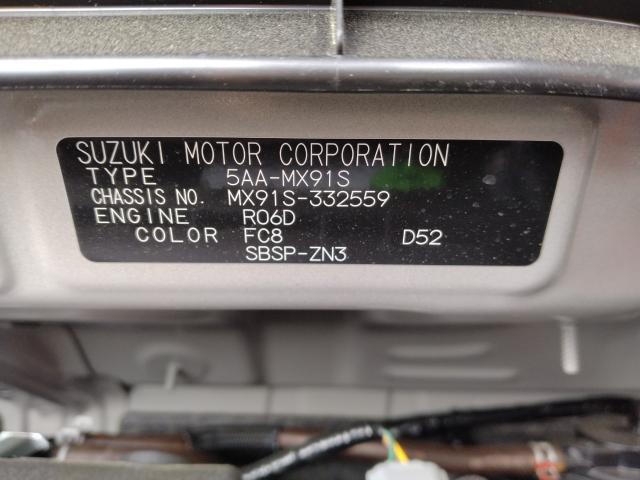 SUZUKI MOTOR CORPORATION
TYPE 5AA-MX91S
CHASSIS NO. MX91S-332559
ENGINE R06D
COLOR FC8 D52
SBSP-ZN3